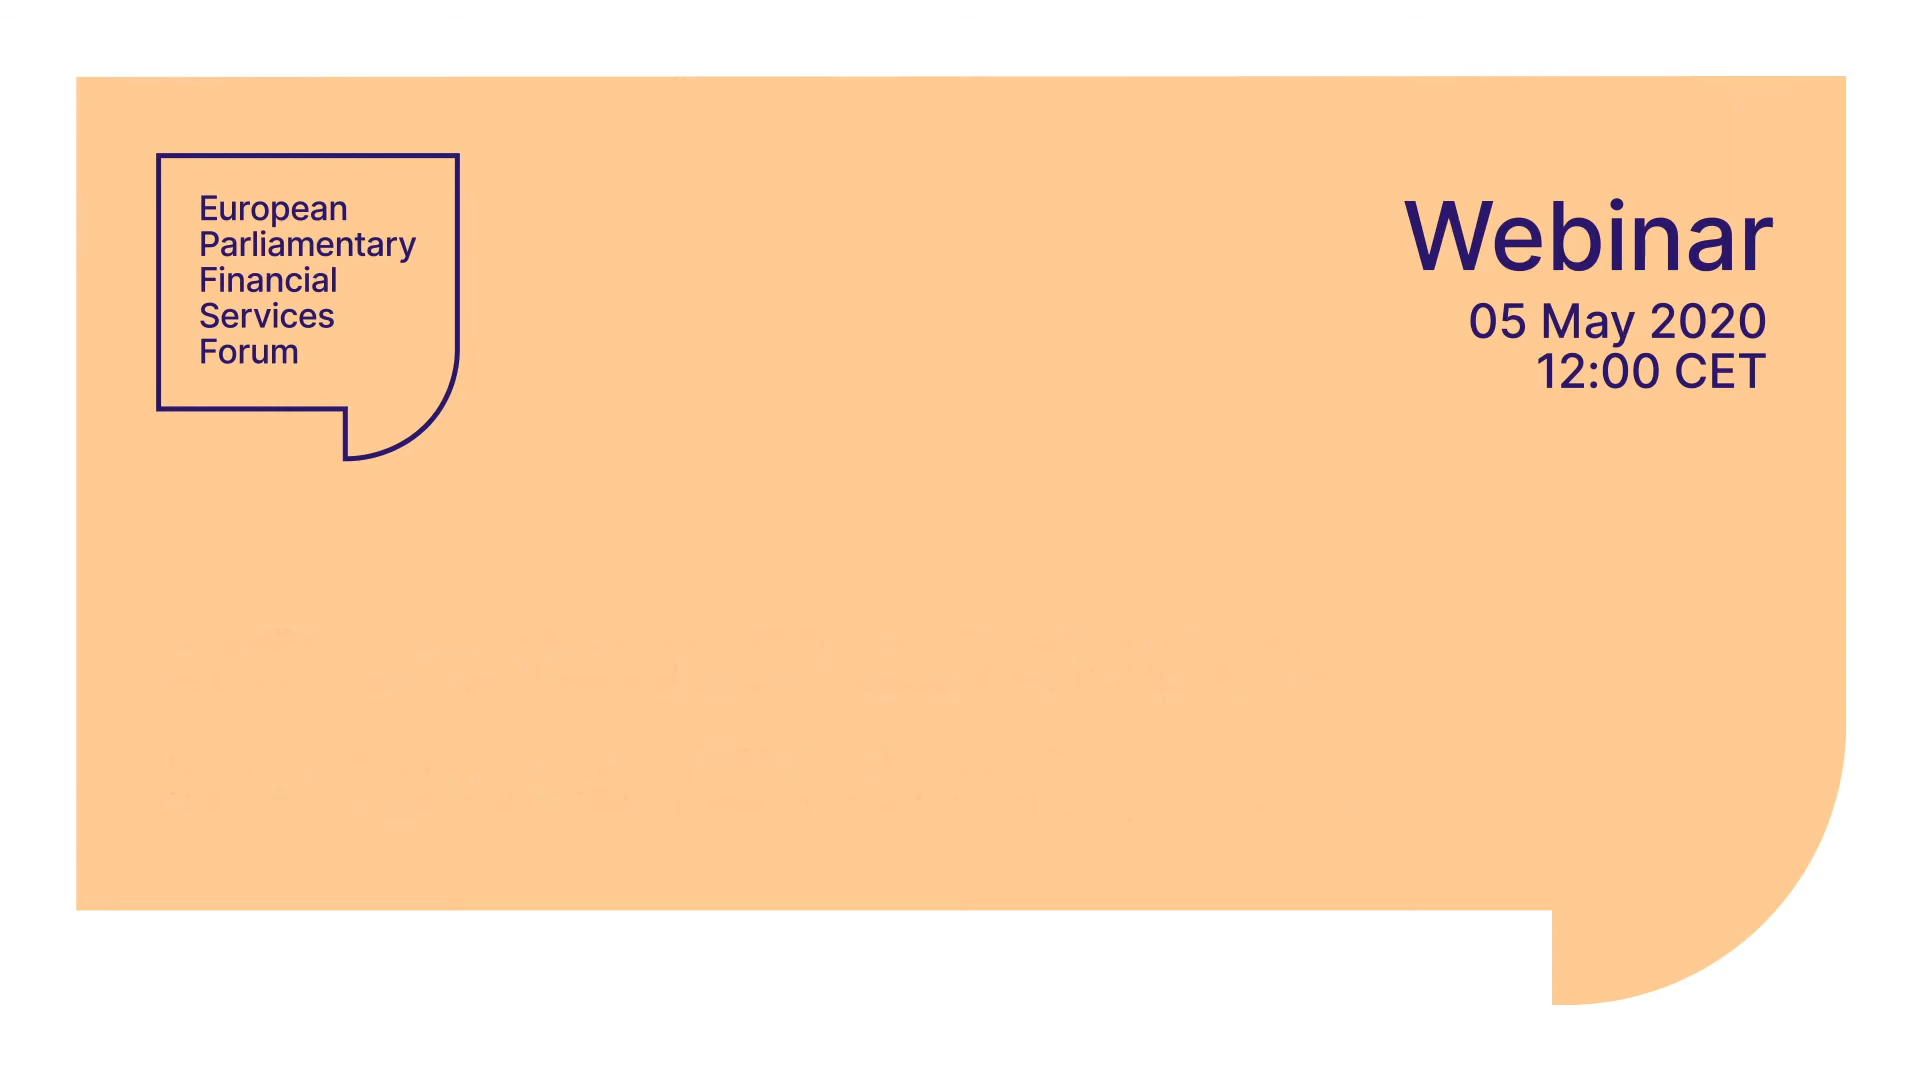 European
Parliamentary
Financial
Services
Forum
Webinar
05 May 2020
12:00 CET